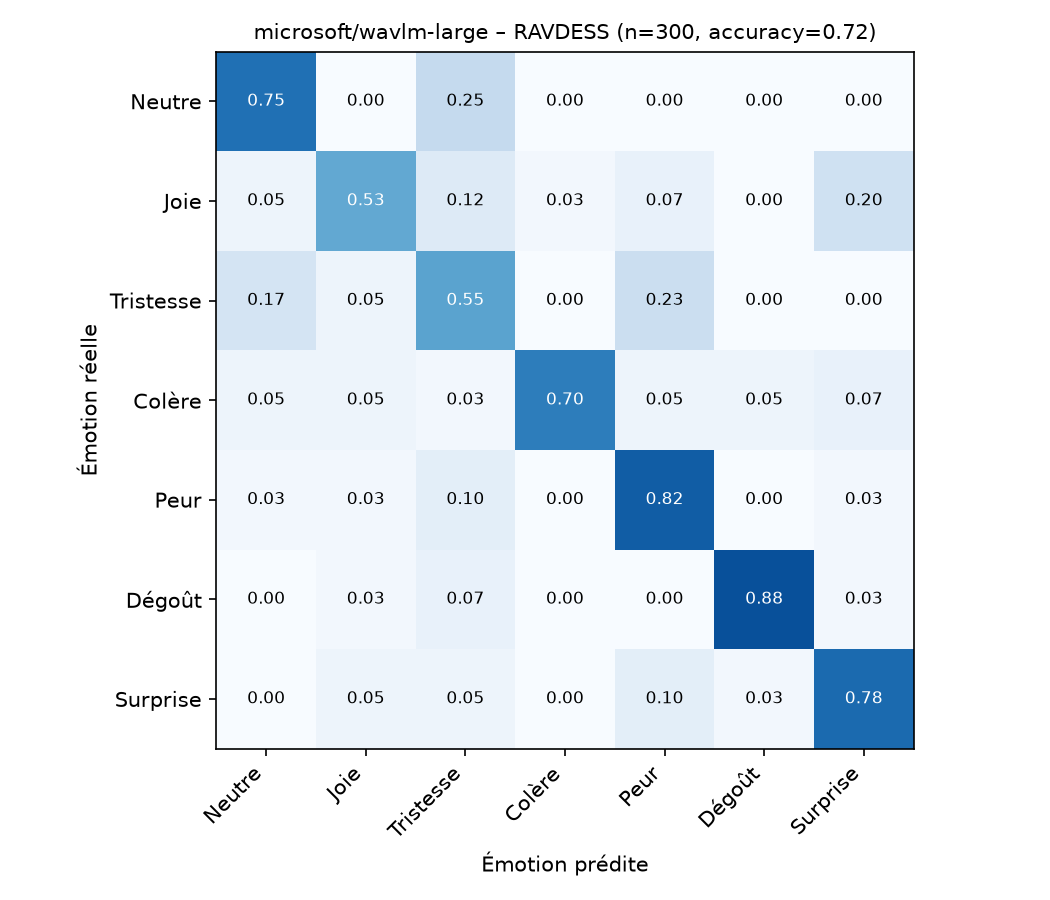 microsoft/wavlm-large – RAVDESS (n=300, accuracy=0.72)
Neutre 0.75 0.00 0.25 0.00 0.00 0.00 0.00
Joie 0.05 0.53 0.12 0.03 0.07 0.00 0.20
Tristesse 0.17 0.05 0.55 0.00 0.23 0.00 0.00
Colère 0.05 0.05 0.03 0.70 0.05 0.05 0.07
Peur 0.03 0.03 0.10 0.00 0.82 0.00 0.03
Dégoût 0.00 0.03 0.07 0.00 0.00 0.88 0.03
Surprise 0.00 0.05 0.05 0.00 0.10 0.03 0.78
Émotion réelle
Neutre Joie Tristesse Colère Peur Dégoût Surprise
Émotion prédite